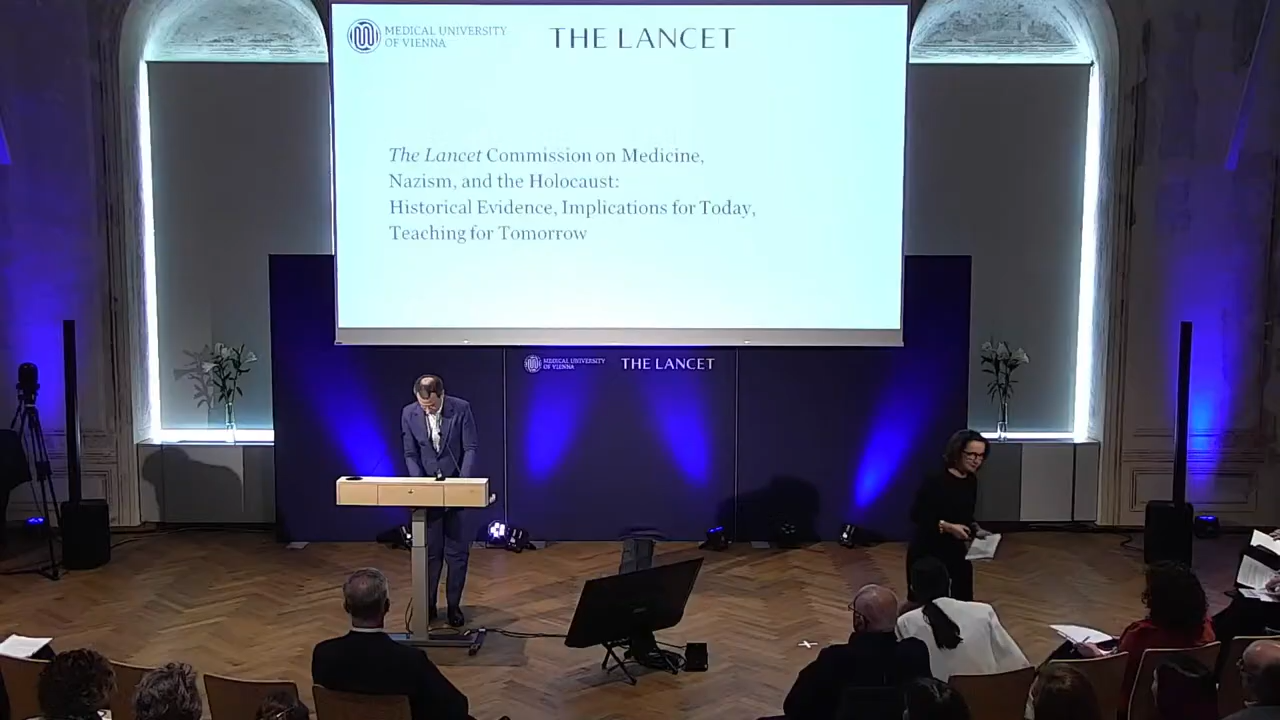 MEDICAL UNIVERSITY
OF VIENNA
THE LANCET
The Lancet Commission on Medicine,
Nazism, and the Holocaust:
Historical Evidence, Implications for Today,
Teaching for Tomorrow
MEDICAL UNIVERSITY
OF VIENNA
THE LANCET